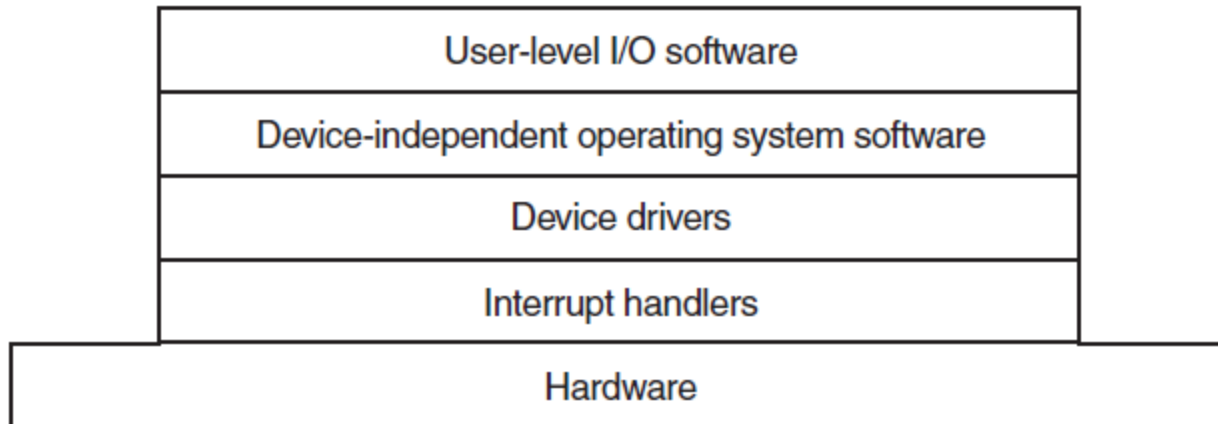 User-level I/O software
Device-independent operating system software
Device drivers
Interrupt handlers
Hardware